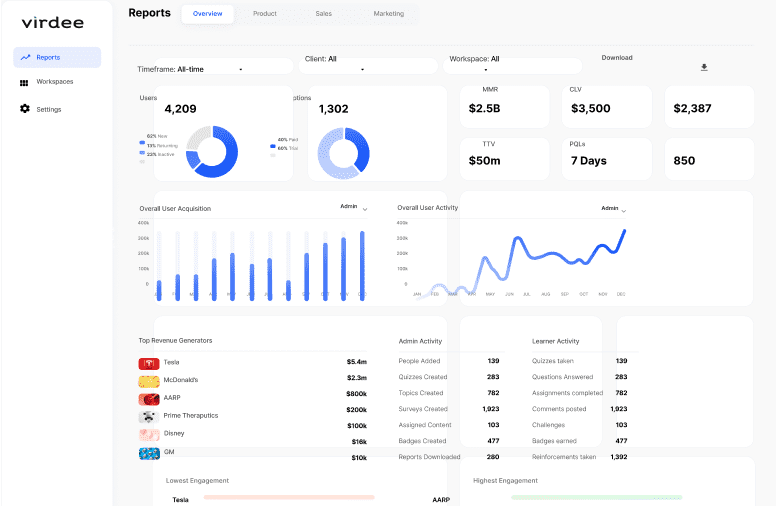 virdee
Reports
Workspaces
Settings
Reports
Overview
Product
Sales
Marketing
Timeframe: All-time
Client: All
Workspace: All
Download
Users
4,209
62% New
13% Returning
23% Inactive
ptions
1,302
40% Paid
60% Trial
MMR
$2.5B
CLV
$3,500
$2,387
TTV
$50m
PQLs
7 Days
850
Overall User Acquisition
Admin
400k
300k
200k
100k
0
Overall User Activity
Admin
400k
300k
200k
100k
0
JAN FEB MAR APR MAY JUN JUL AUG SEP OCT NOV DEC
Top Revenue Generators
Tesla $5.4m
McDonald's $2.3m
AARP $800k
Prime Theraputics $200k
Disney $100k
GM $16k
$10k
Admin Activity
People Added 139
Quizzes Created 283
Topics Created 782
Surveys Created 1,923
Assigned Content 103
Badges Created 477
Reports Downloaded 280
Learner Activity
Quizzes taken 139
Questions Answered 283
Assignments completed 782
Comments posted 1,923
Challenges 103
Badges earned 477
Reinforcements taken 1,392
Lowest Engagement
Tesla
Highest Engagement
AARP